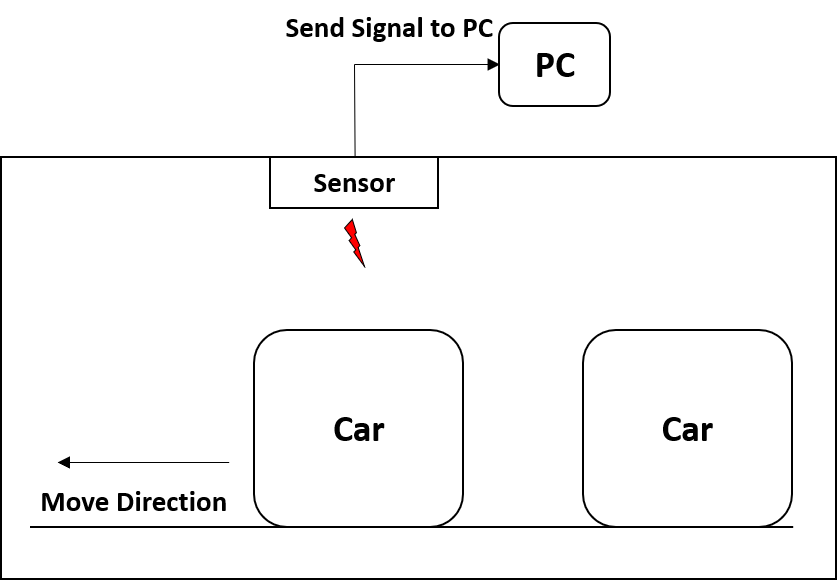 Send Signal to PC
PC
Sensor
Car
Car
Move Direction